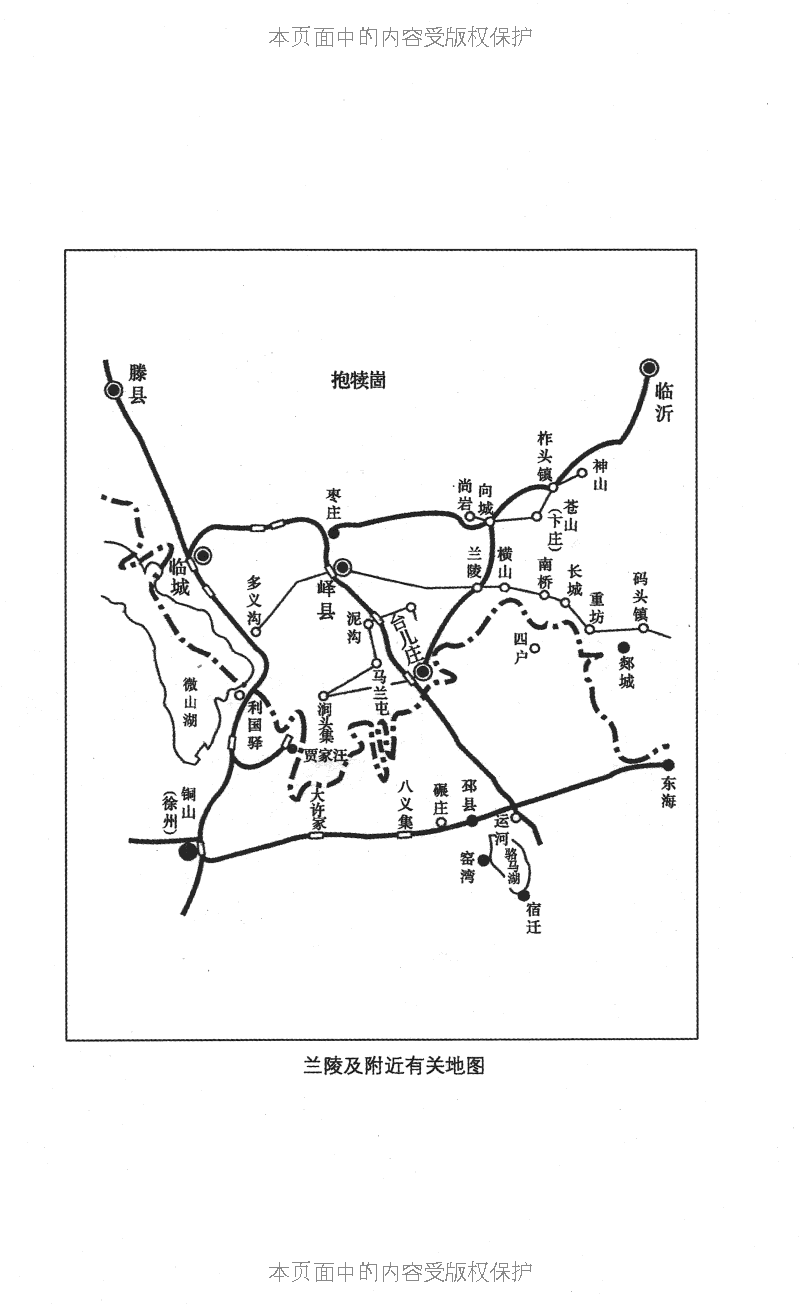 本页面中的内容受版权保护
滕县
抱犊崮
临沂
柞头镇
神山
尚岩
向城
苍山
(卞庄)
枣庄
临城
峄县
多义沟
兰陵
横山
南桥
长城
重坊
码头镇
泥沟
台儿庄
四户
郯城
马兰屯
微山湖
利国驿
涧头集
贾家汪
铜山
(徐州)
大许家
八义集
碾庄
邳县
运河
东海
窑湾
骆马湖
宿迁
兰陵及附近有关地图
本页面中的内容受版权保护